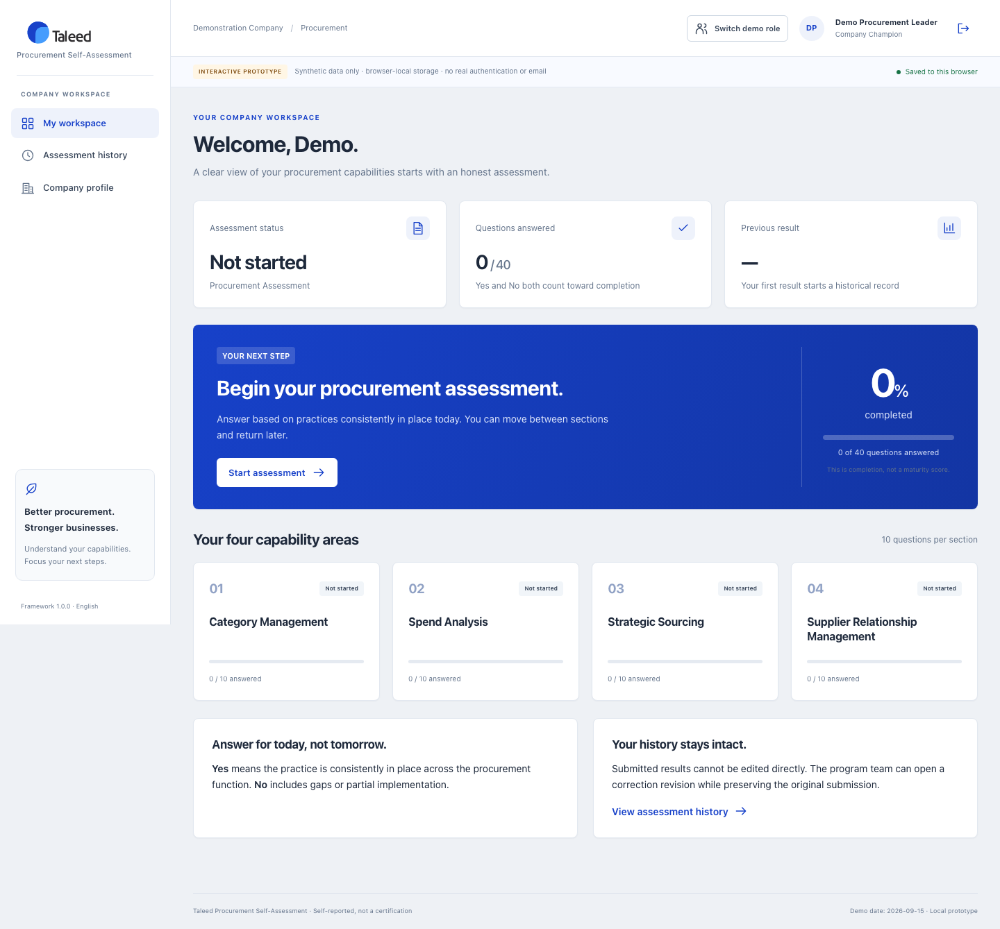 Taleed
Procurement Self-Assessment
COMPANY WORKSPACE
My workspace
Assessment history
Company profile
Better procurement.
Stronger businesses.
Understand your capabilities.
Focus your next steps.
Framework 1.0.0 · English
Demonstration Company / Procurement
Switch demo role
DP
Demo Procurement Leader
Company Champion
INTERACTIVE PROTOTYPE
Synthetic data only · browser-local storage · no real authentication or email
Saved to this browser
YOUR COMPANY WORKSPACE
Welcome, Demo.
A clear view of your procurement capabilities starts with an honest assessment.
Assessment status
Not started
Procurement Assessment
Questions answered
0 / 40
Yes and No both count toward completion
Previous result
—
Your first result starts a historical record
YOUR NEXT STEP
Begin your procurement assessment.
Answer based on practices consistently in place today. You can move between sections
and return later.
Start assessment
0%
completed
0 of 40 questions answered
This is completion, not a maturity score.
Your four capability areas
10 questions per section
01
Not started
Category Management
0 / 10 answered
02
Not started
Spend Analysis
0 / 10 answered
03
Not started
Strategic Sourcing
0 / 10 answered
04
Not started
Supplier Relationship
Management
0 / 10 answered
Answer for today, not tomorrow.
Yes means the practice is consistently in place across the procurement
function. No includes gaps or partial implementation.
Your history stays intact.
Submitted results cannot be edited directly. The program team can open a
correction revision while preserving the original submission.
View assessment history
Taleed Procurement Self-Assessment · Self-reported, not a certification
Demo date: 2026-09-15 · Local prototype